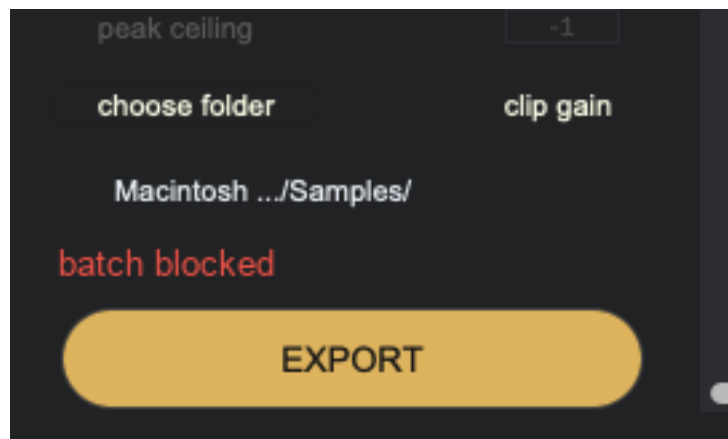 peak ceiling -1
choose folder clip gain
Macintosh .../Samples/
batch blocked
EXPORT